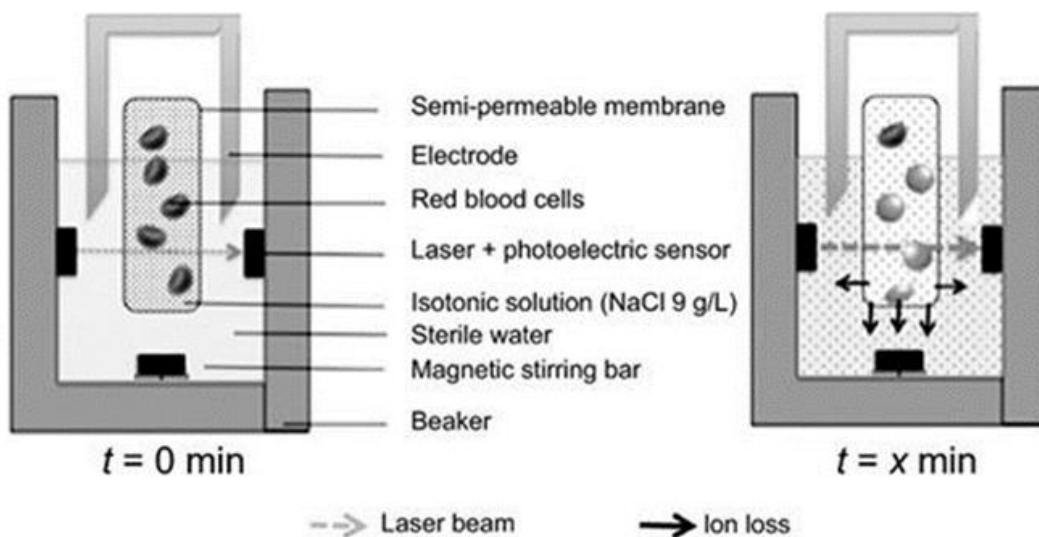 Semi-permeable membrane
Electrode
Red blood cells
Laser + photoelectric sensor
Isotonic solution (NaCl 9 g/L)
Sterile water
Magnetic stirring bar
Beaker
t = 0 min
t = x min
Laser beam
Ion loss